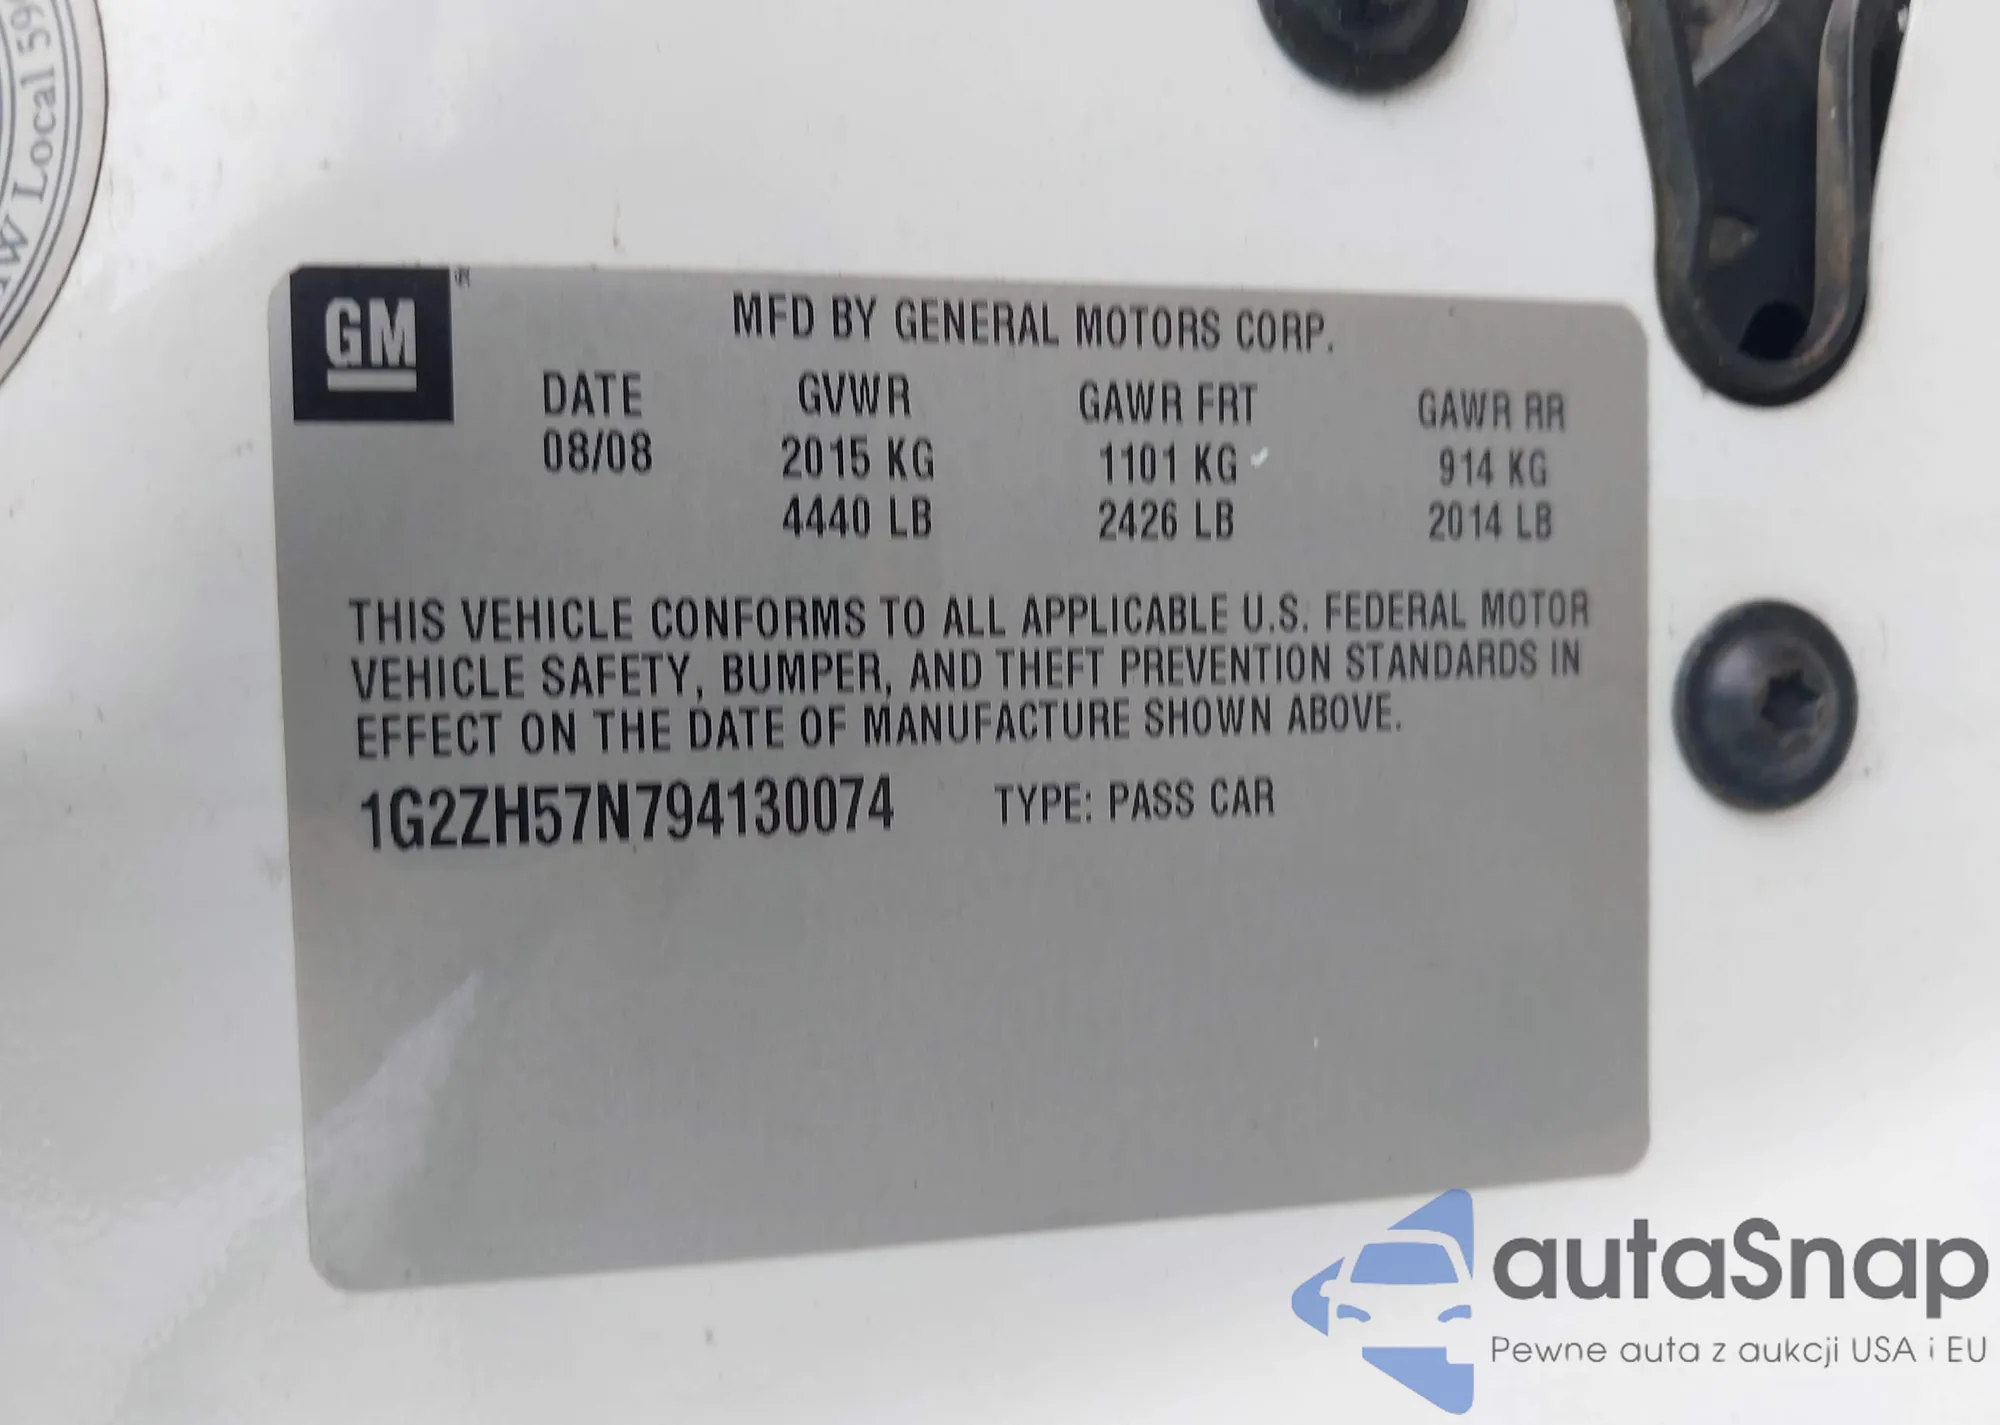 W Local 59
GM
®
MFD BY GENERAL MOTORS CORP.
DATE GVWR GAWR FRT GAWR RR
08/08 2015 KG 1101 KG 914 KG
4440 LB 2426 LB 2014 LB
THIS VEHICLE CONFORMS TO ALL APPLICABLE U.S. FEDERAL MOTOR
VEHICLE SAFETY, BUMPER, AND THEFT PREVENTION STANDARDS IN
EFFECT ON THE DATE OF MANUFACTURE SHOWN ABOVE.
1G2ZH57N794130074 TYPE: PASS CAR
autaSnap
Pewne auta z aukcji USA i EU